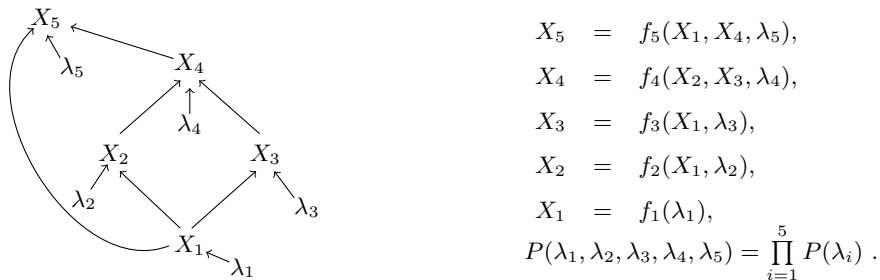 X₅
λ₅
X₄
λ₄
X₂
X₃
λ₂
λ₃
X₁
λ₁
X₅ = f₅(X₁, X₄, λ₅),
X₄ = f₄(X₂, X₃, λ₄),
X₃ = f₃(X₁, λ₃),
X₂ = f₂(X₁, λ₂),
X₁ = f₁(λ₁),
P(λ₁, λ₂, λ₃, λ₄, λ₅) = ∏_{i=1}^{5} P(λᵢ) .